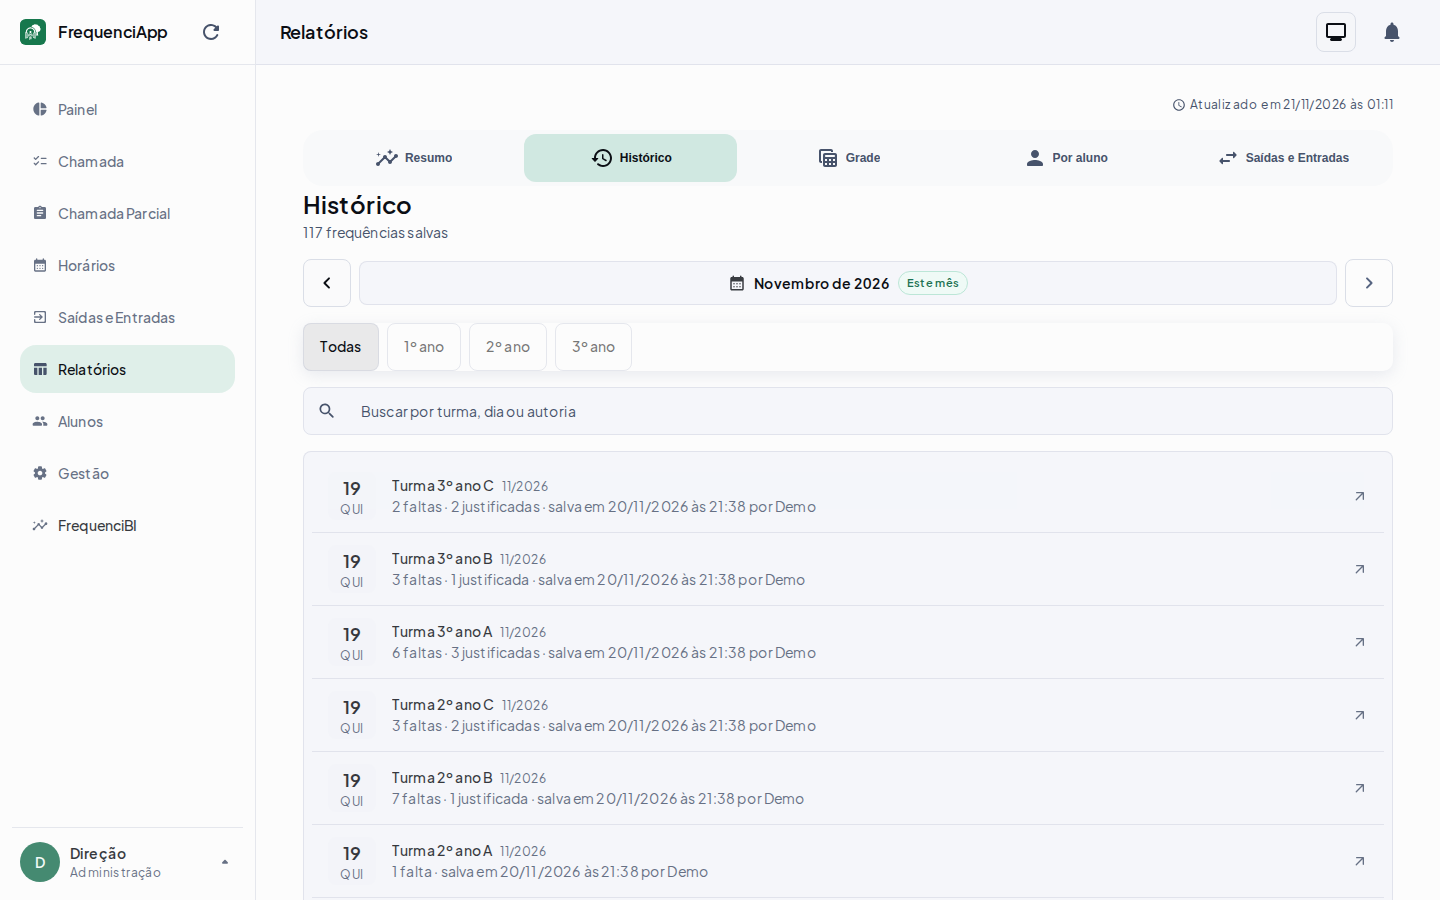 FrequenciApp
Relatórios
Painel
Chamada
Chamada Parcial
Horários
Saídas e Entradas
Relatórios
Alunos
Gestão
FrequenciBI
D
Direção
Administração
Atualizado em 21/11/2026 às 01:11
Resumo
Histórico
Grade
Por aluno
Saídas e Entradas
Histórico
117 frequências salvas
Novembro de 2026 Este mês
Todas
1º ano
2º ano
3º ano
Buscar por turma, dia ou autoria
19 QUI
Turma 3º ano C 11/2026
2 faltas · 2 justificadas · salva em 20/11/2026 às 21:38 por Demo
19 QUI
Turma 3º ano B 11/2026
3 faltas · 1 justificada · salva em 20/11/2026 às 21:38 por Demo
19 QUI
Turma 3º ano A 11/2026
6 faltas · 3 justificadas · salva em 20/11/2026 às 21:38 por Demo
19 QUI
Turma 2º ano C 11/2026
3 faltas · 2 justificadas · salva em 20/11/2026 às 21:38 por Demo
19 QUI
Turma 2º ano B 11/2026
7 faltas · 1 justificada · salva em 20/11/2026 às 21:38 por Demo
19 QUI
Turma 2º ano A 11/2026
1 falta · salva em 20/11/2026 às 21:38 por Demo